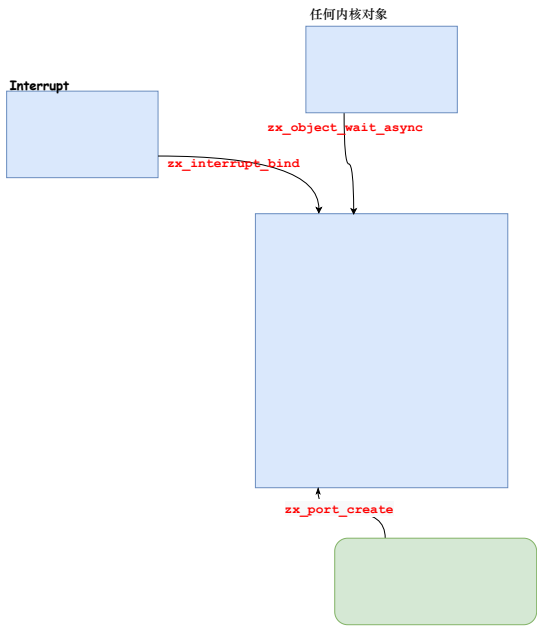 任何内核对象
Interrupt
zx_object_wait_async
zx_interrupt_bind
zx_port_create